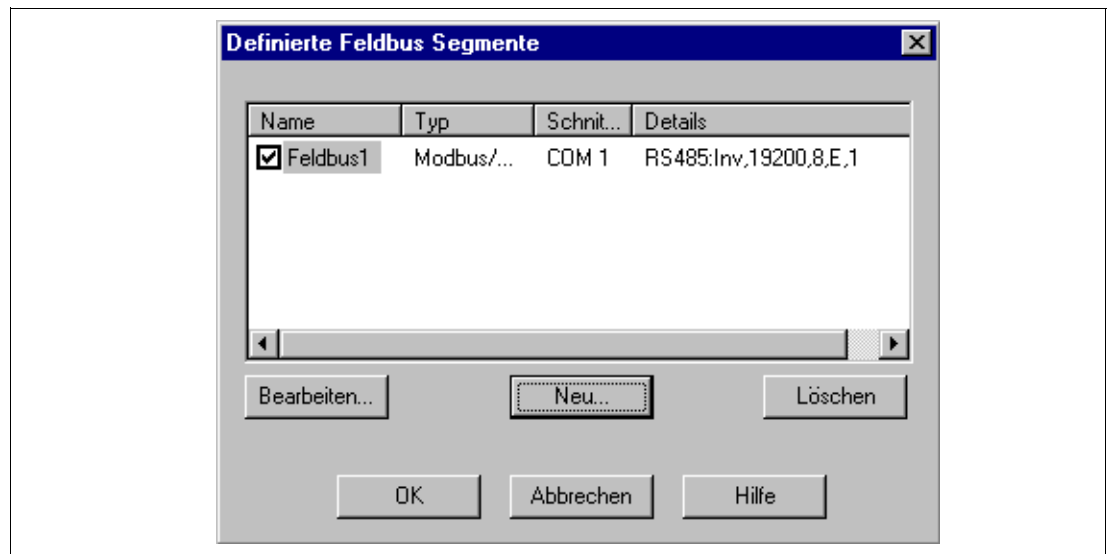 Definierte Feldbus Segmente
Name Typ Schnit... Details
Feldbus1 Modbus/... COM 1 RS485:Inv,19200,8,E,1
Bearbeiten... Neu... Löschen
OK Abbrechen Hilfe